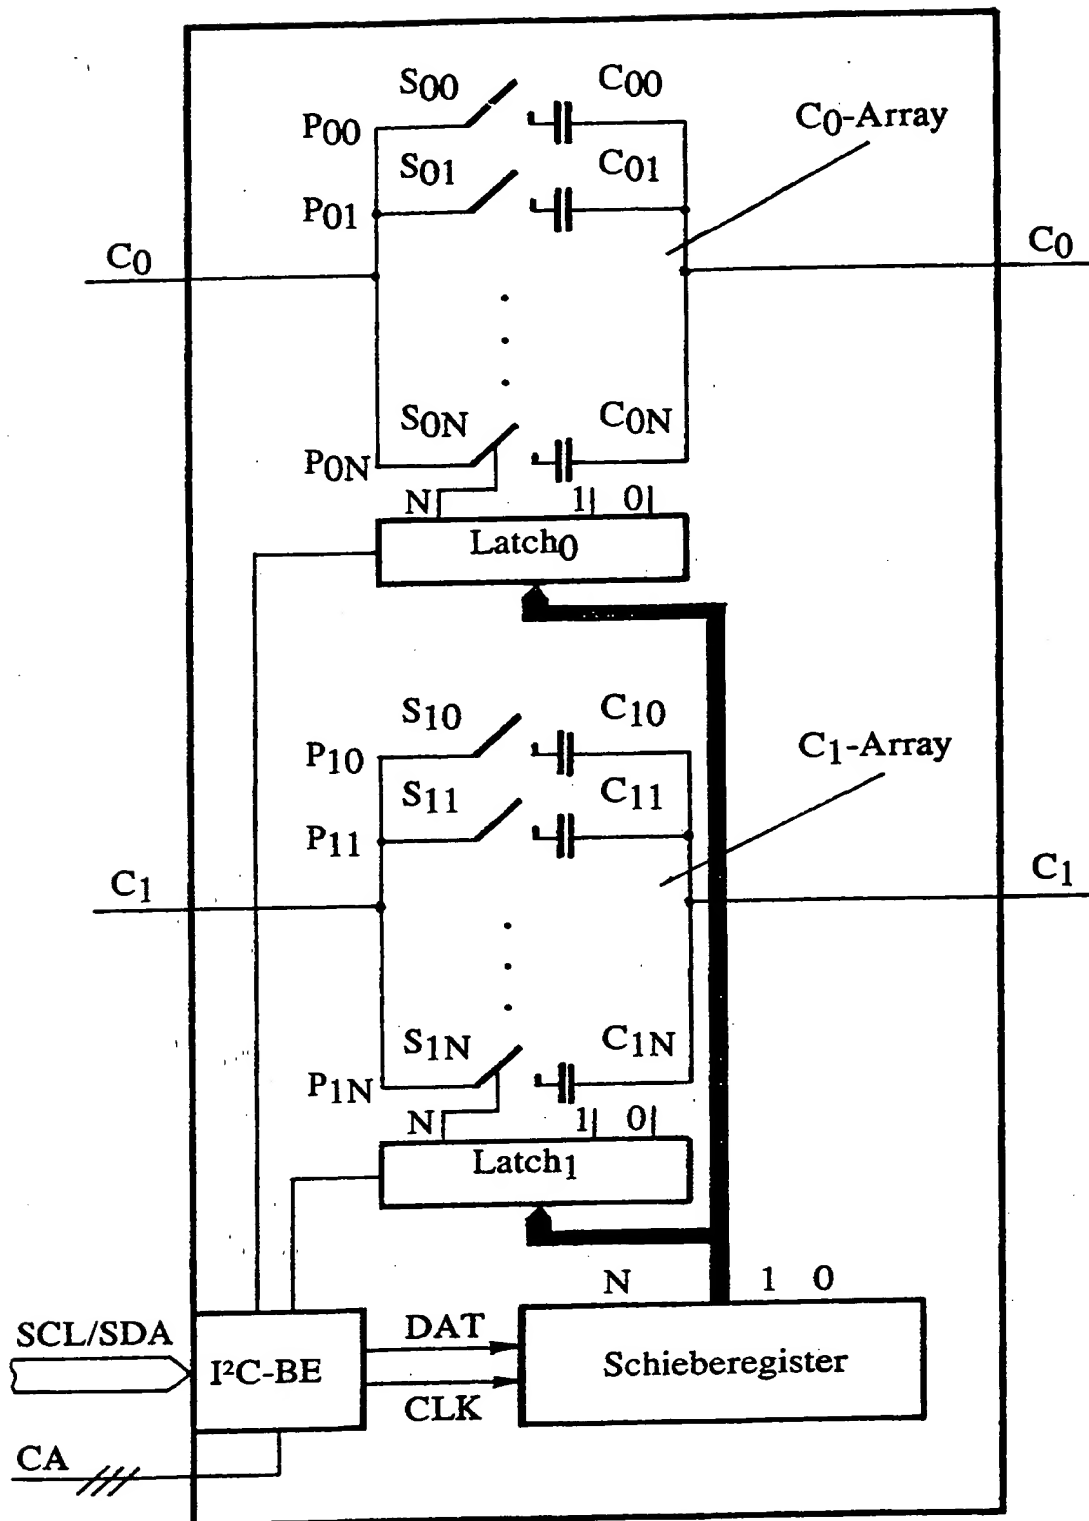 S00 C00
P00 C0-Array
S01 C01
P01
C0 C0
S0N C0N
P0N
N 1 0
Latch0
S10 C10
P10 C1-Array
S11 C11
P11
C1 C1
S1N C1N
P1N
N 1 0
Latch1
N 1 0
SCL/SDA DAT
I²C-BE Schieberegister
CLK
CA